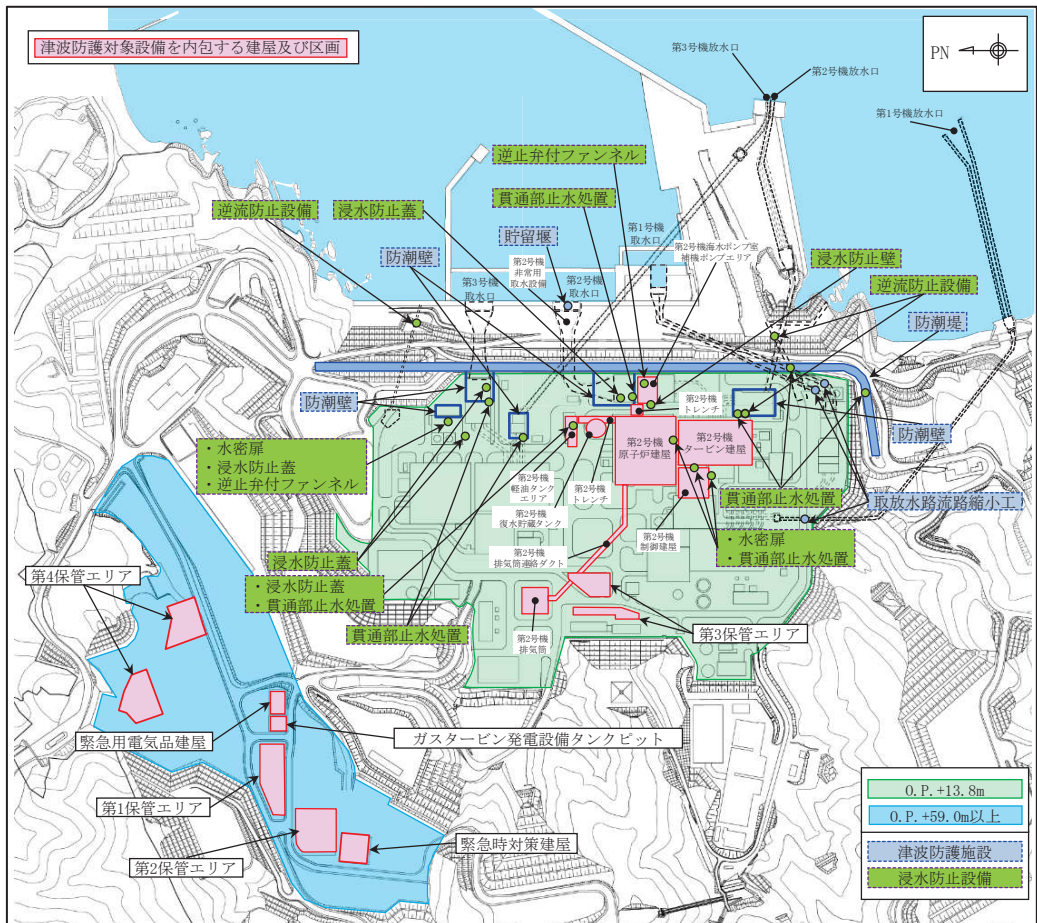 津波防護対象設備を内包する建屋及び区画
PN
第3号機放水口
第2号機放水口
第1号機放水口
逆止弁付ファンネル
貫通部止水処置
逆流防止設備
浸水防止蓋
貯留堰
第1号機
取水口
第2号機海水ポンプ室
補機ポンプエリア
浸水防止壁
防潮壁
第2号機
非常用
取水設備
第3号機
取水口
第2号機
取水口
逆流防止設備
防潮堤
防潮壁
第2号機
トレンチ
防潮壁
・水密扉
・浸水防止蓋
・逆止弁付ファンネル
第2号機
原子炉建屋
第2号機
タービン建屋
第2号機
軽油タンク
エリア
第2号機
トレンチ
貫通部止水処置
取放水路流路縮小工
第2号機
復水貯蔵タンク
第2号機
制御建屋
・水密扉
・貫通部止水処置
第2号機
排気筒連絡ダクト
浸水防止蓋
・浸水防止蓋
・貫通部止水処置
第4保管エリア
貫通部止水処置
第2号機
排気筒
第3保管エリア
緊急用電気品建屋
ガスタービン発電設備タンクピット
第1保管エリア
第2保管エリア
緊急時対策建屋
O.P.+13.8m
O.P.+59.0m以上
津波防護施設
浸水防止設備